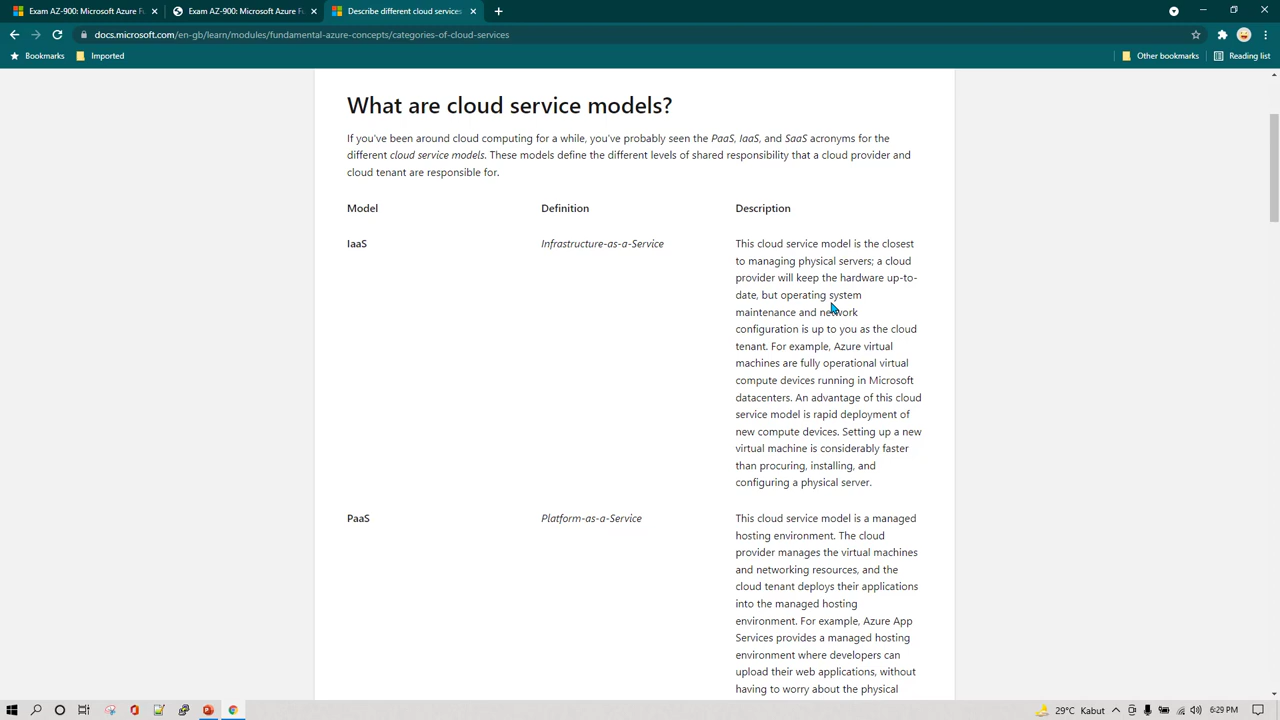 Exam AZ-900: Microsoft Azure Fu
Exam AZ-900: Microsoft Azure Fu
Describe different cloud services
docs.microsoft.com/en-gb/learn/modules/fundamental-azure-concepts/categories-of-cloud-services
Bookmarks
Imported
Other bookmarks
Reading list
What are cloud service models?
If you've been around cloud computing for a while, you've probably seen the PaaS, IaaS, and SaaS acronyms for the
different cloud service models. These models define the different levels of shared responsibility that a cloud provider and
cloud tenant are responsible for.
Model Definition Description
IaaS Infrastructure-as-a-Service This cloud service model is the closest
to managing physical servers; a cloud
provider will keep the hardware up-to-
date, but operating system
maintenance and network
configuration is up to you as the cloud
tenant. For example, Azure virtual
machines are fully operational virtual
compute devices running in Microsoft
datacenters. An advantage of this cloud
service model is rapid deployment of
new compute devices. Setting up a new
virtual machine is considerably faster
than procuring, installing, and
configuring a physical server.
PaaS Platform-as-a-Service This cloud service model is a managed
hosting environment. The cloud
provider manages the virtual machines
and networking resources, and the
cloud tenant deploys their applications
into the managed hosting
environment. For example, Azure App
Services provides a managed hosting
environment where developers can
upload their web applications, without
having to worry about the physical
29°C Kabut
6:29 PM